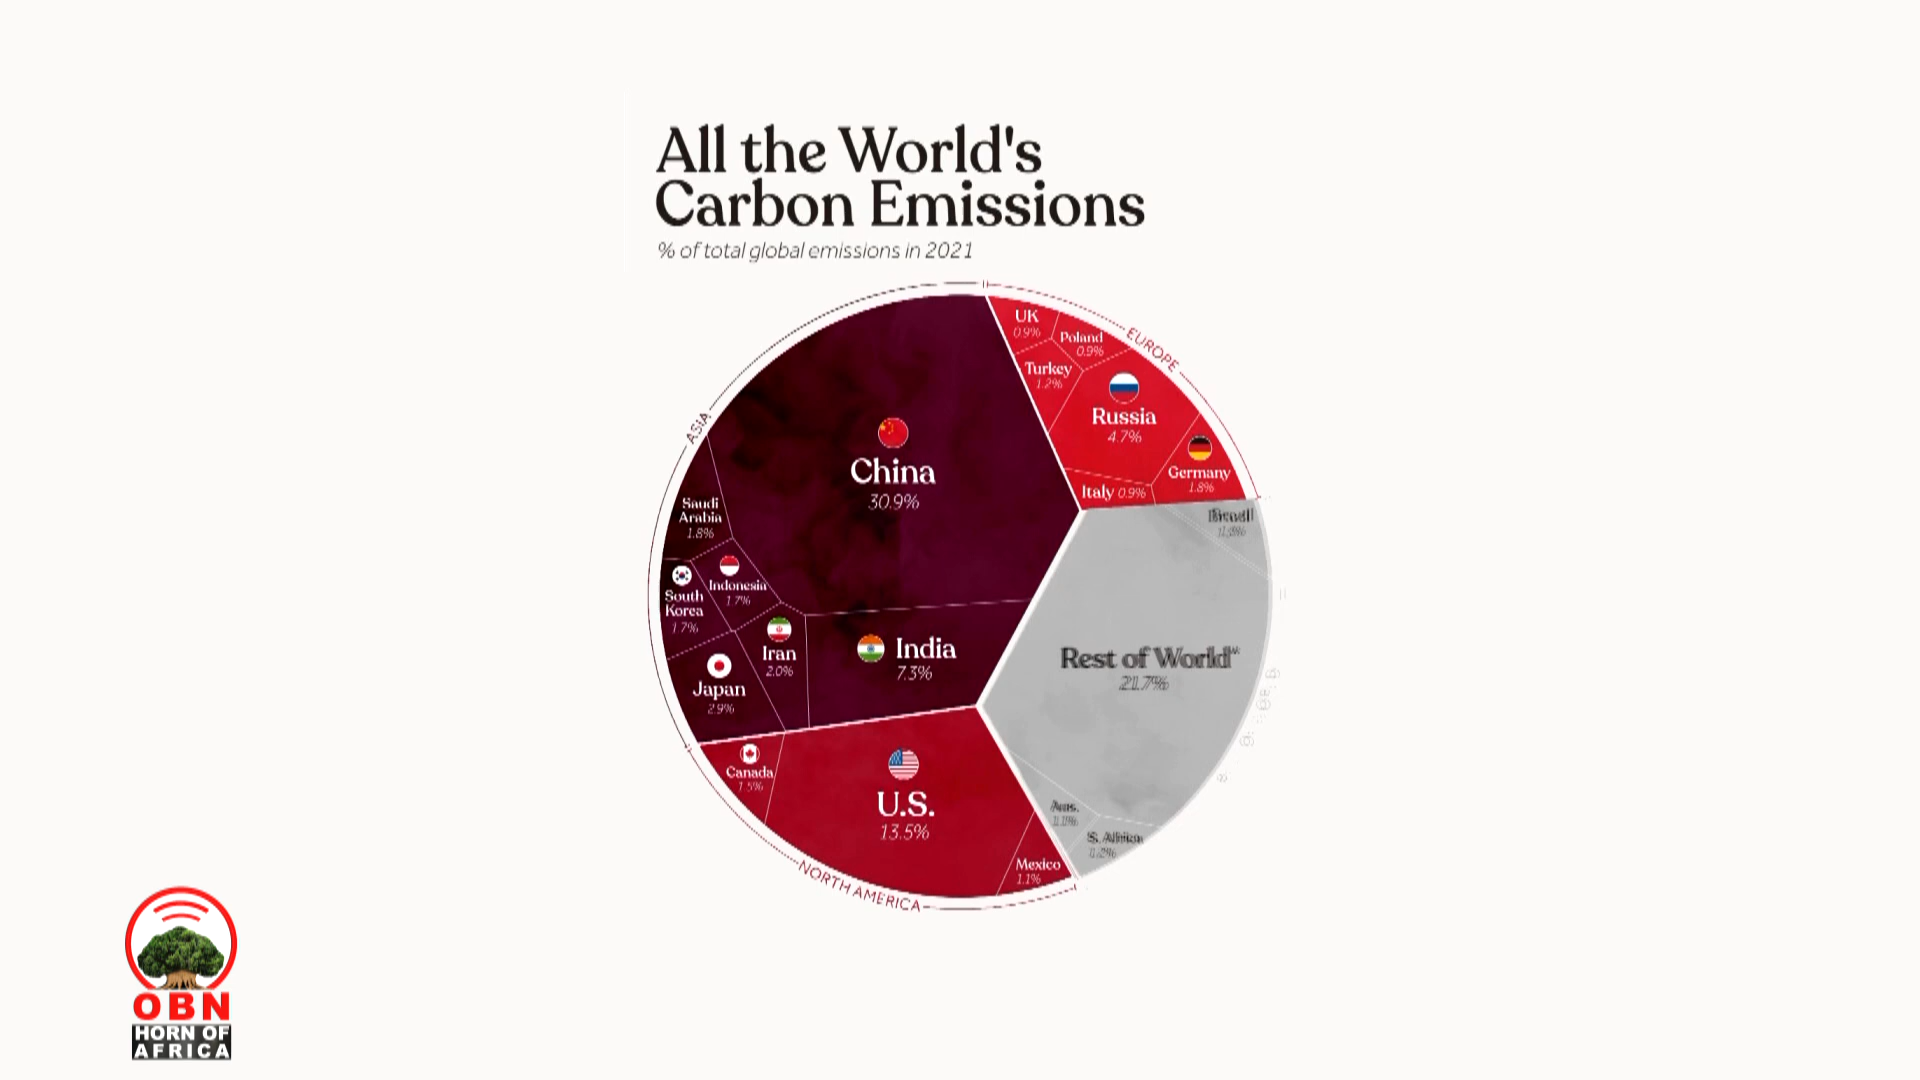 All the World's
Carbon Emissions
% of total global emissions in 2021
ASIA
EUROPE
NORTH AMERICA
China
30.9%
UK
0.9%
Poland
0.9%
Turkey
1.2%
Russia
4.7%
Germany
1.8%
Italy 0.9%
Saudi
Arabia
1.8%
Indonesia
1.7%
South
Korea
1.7%
Iran
2.0%
India
7.3%
Japan
2.9%
Rest of World*
21.7%
Canada
1.5%
U.S.
13.5%
Mexico
1.1%
Aus.
OBN
HORN OF
AFRICA